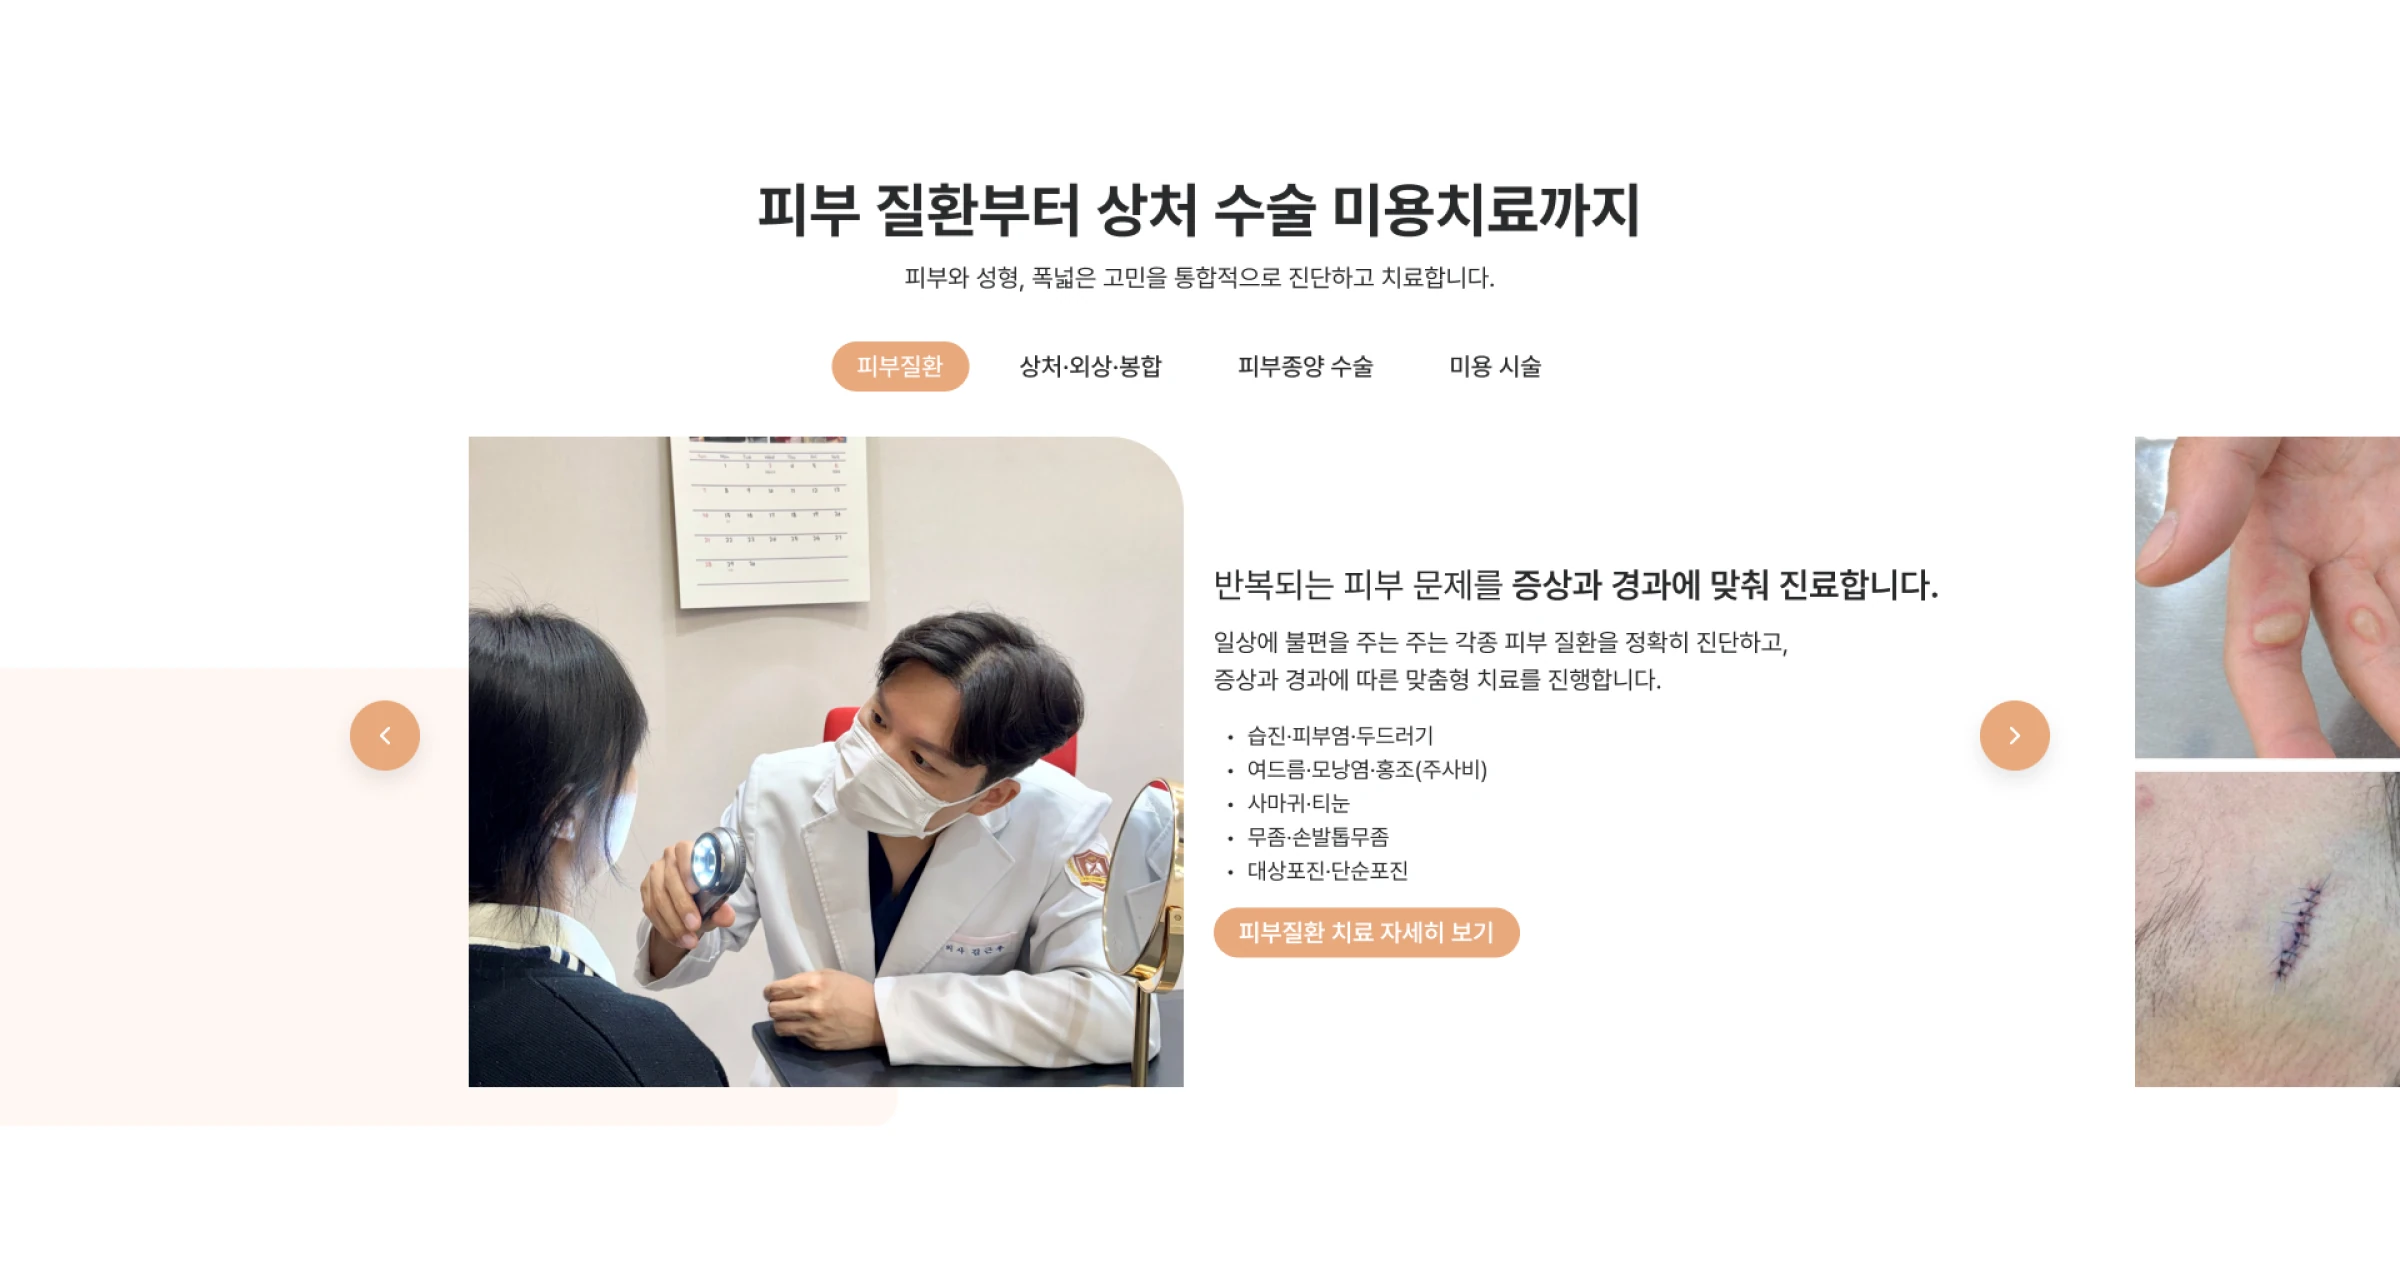 피부 질환부터 상처 수술 미용치료까지
피부와 성형, 폭넓은 고민을 통합적으로 진단하고 치료합니다.
피부질환
상처·외상·봉합
피부종양 수술
미용 시술
반복되는 피부 문제를 증상과 경과에 맞춰 진료합니다.
일상에 불편을 주는 주는 각종 피부 질환을 정확히 진단하고,
증상과 경과에 따른 맞춤형 치료를 진행합니다.
• 습진·피부염·두드러기
• 여드름·모낭염·홍조(주사비)
• 사마귀·티눈
• 무좀·손발톱무좀
• 대상포진·단순포진
피부질환 치료 자세히 보기